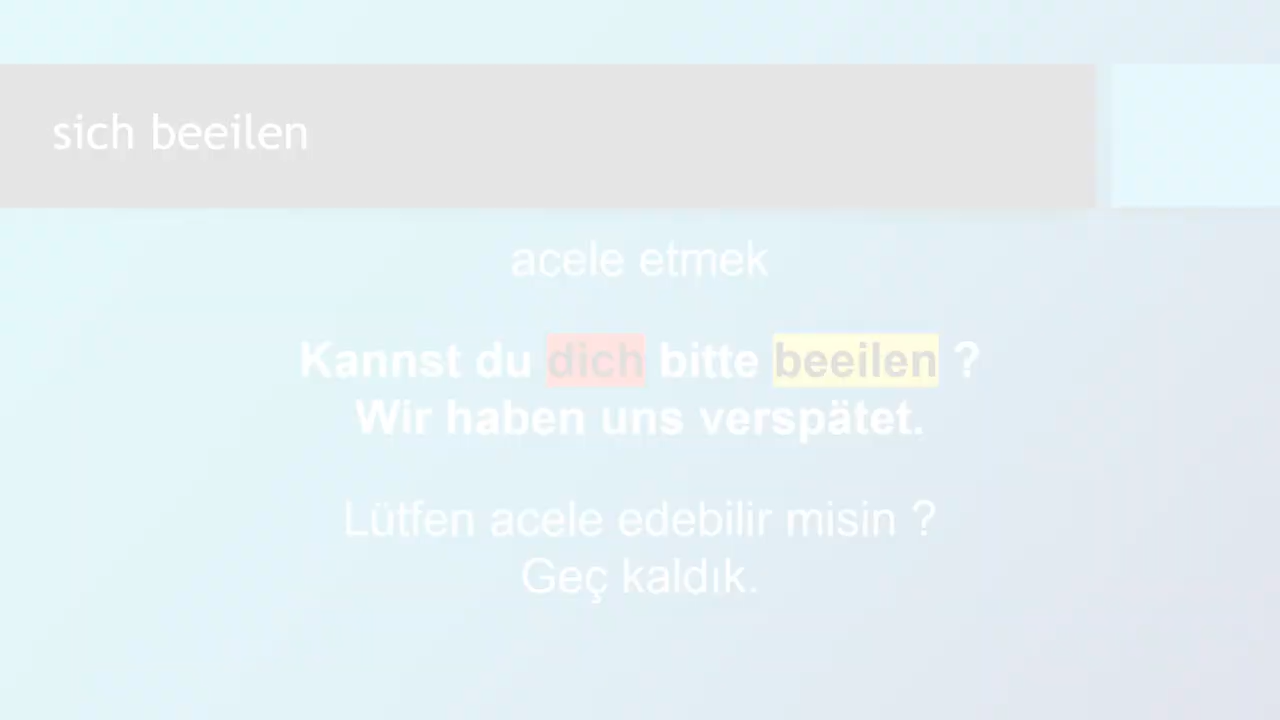 sich beeilen
acele etmek
Kannst du dich bitte beeilen ?
Wir haben uns verspätet.
Lütfen acele edebilir misin ?
Geç kaldık.